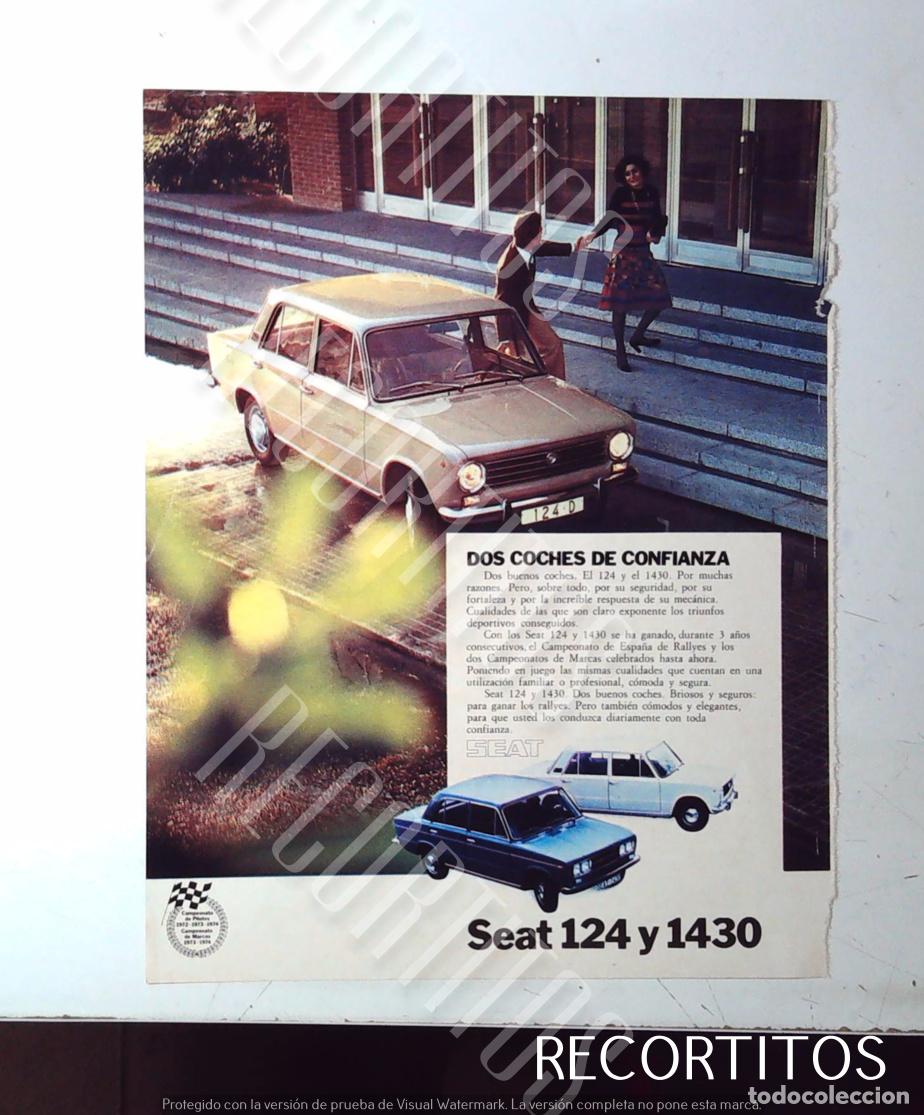 124-D
DOS COCHES DE CONFIANZA
Dos buenos coches. El 124 y el 1430. Por muchas
razones. Pero, sobre todo, por su seguridad, por su
fortaleza y por la increíble respuesta de su mecánica.
Cualidades de las que son claro exponente los triunfos
deportivos conseguidos.
Con los Seat 124 y 1430 se ha ganado, durante 3 años
consecutivos, el Campeonato de España de Rallyes y los
dos Campeonatos de Marcas celebrados hasta ahora.
Poniendo en juego las mismas cualidades que cuentan en una
utilización familiar o profesional, cómoda y segura.
Seat 124 y 1430. Dos buenos coches. Briosos y seguros:
para ganar los rallyes. Pero también cómodos y elegantes,
para que usted los conduzca diariamente con toda
confianza.
SEAT
Campeonato
de Pilotos
1972-1973-1974
Campeonato
de Marcas
1973-1974
Seat 124 y 1430
RECORTITOS
RECORTITOS
RECORTITOS
RECORTITOS
todocoleccion
Protegido con la versión de prueba de Visual Watermark. La versión completa no pone esta marca.